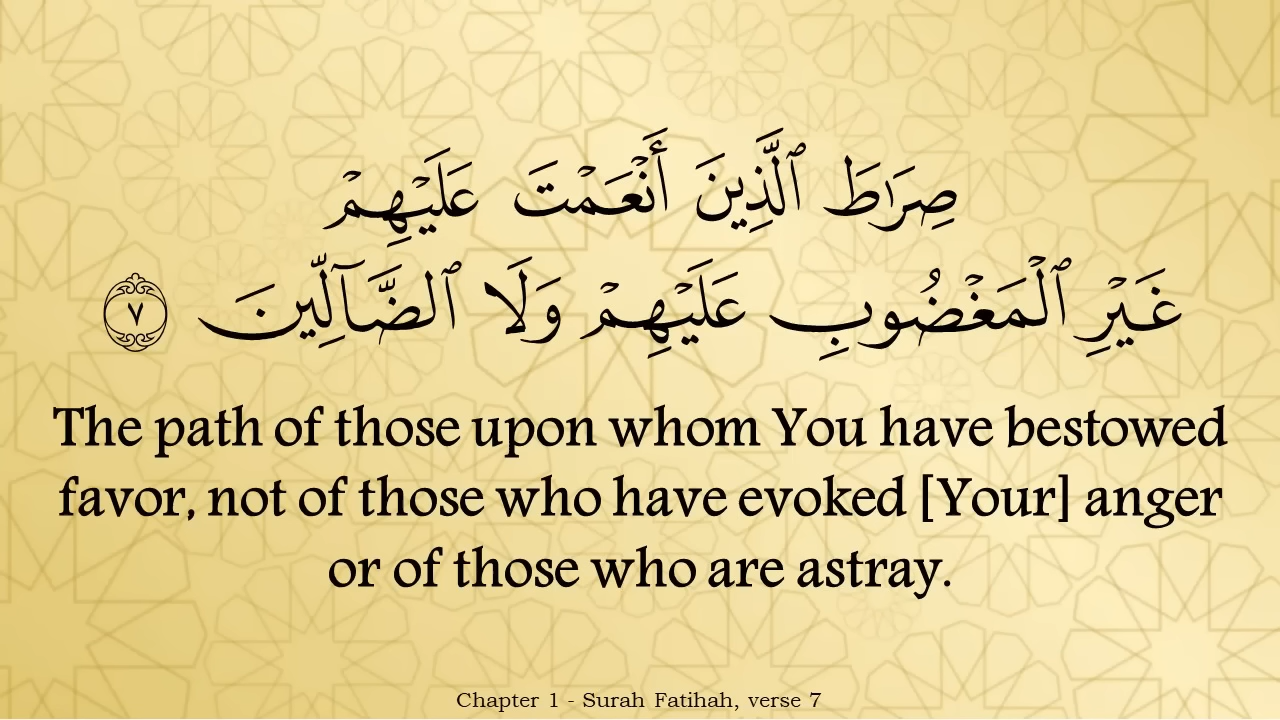 صِرَٰطَ ٱلَّذِينَ أَنْعَمْتَ عَلَيْهِمْ
غَيْرِ ٱلْمَغْضُوبِ عَلَيْهِمْ وَلَا ٱلضَّآلِّينَ ٧
The path of those upon whom You have bestowed
favor, not of those who have evoked [Your] anger
or of those who are astray.
Chapter 1 - Surah Fatihah, verse 7